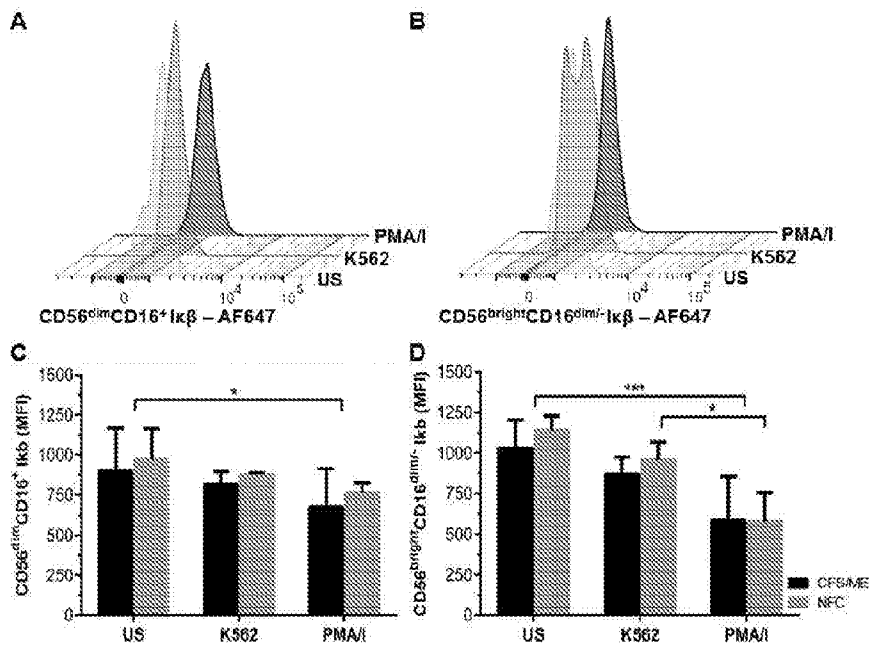 A
PMA/I
K562
US
0
10⁴
10⁵
CD56ᵈⁱᵐCD16⁺ Iκβ – AF647
B
PMA/I
K562
US
0
10⁴
10⁵
CD56ᵇʳⁱᵍʰᵗCD16ᵈⁱᵐ/⁻Iκβ – AF647
C
CD56ᵈⁱᵐCD16⁺ Ikb (MFI)
1500
1250
1000
750
500
250
0
*
US
K562
PMA/I
D
CD56ᵇʳⁱᵍʰᵗCD16ᵈⁱᵐ/⁻ Ikb (MFI)
1500
1250
1000
750
500
250
0
***
*
US
K562
PMA/I
CFS/ME
NFC